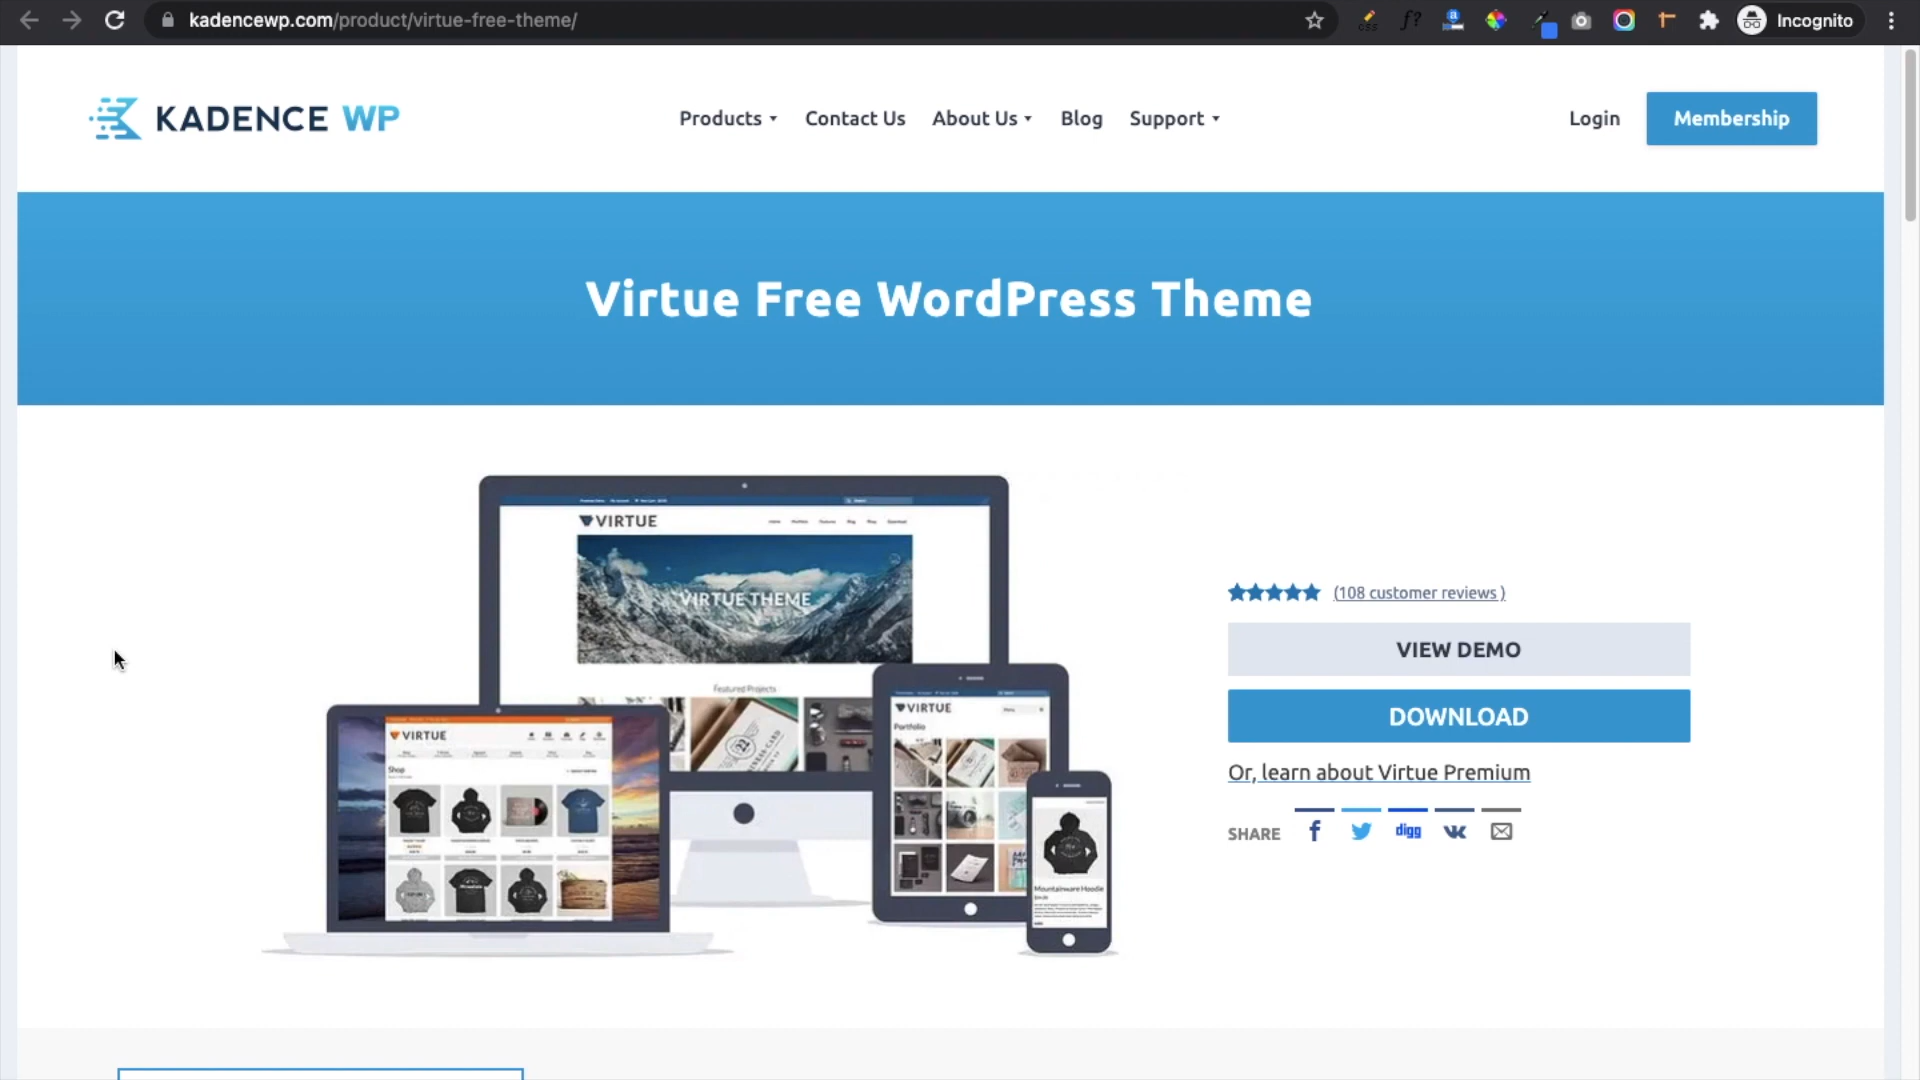 kadencewp.com/product/virtue-free-theme/
Incognito
KADENCE WP
Products
Contact Us
About Us
Blog
Support
Login
Membership
Virtue Free WordPress Theme
VIRTUE
VIRTUE THEME
Featured Projects
VIRTUE
Shop
VIRTUE
Portfolio
Mountainware Hoodie
(108 customer reviews )
VIEW DEMO
DOWNLOAD
Or, learn about Virtue Premium
SHARE
digg